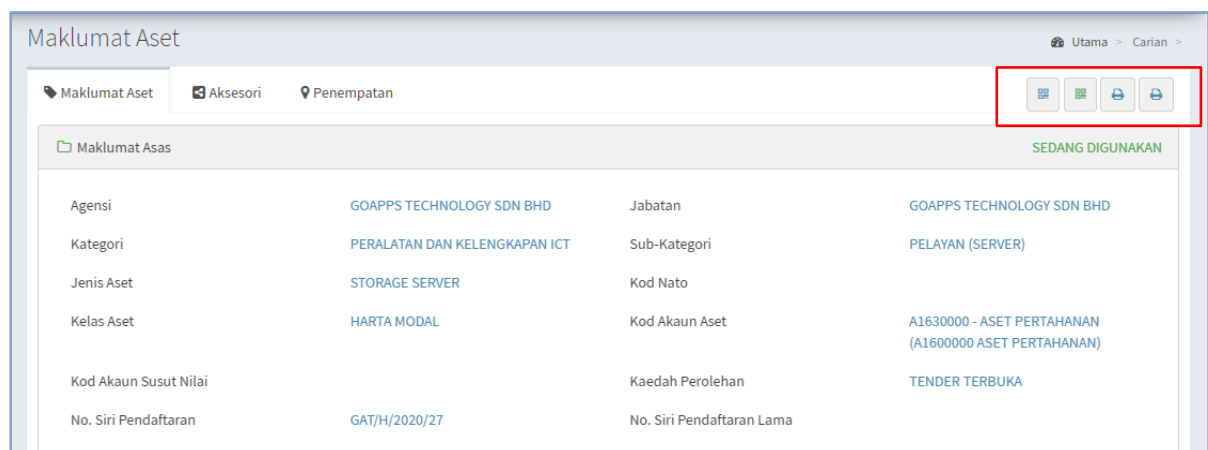 Maklumat Aset
Utama > Carian >
Maklumat Aset Aksesori Penempatan
Maklumat Asas SEDANG DIGUNAKAN
Agensi GOAPPS TECHNOLOGY SDN BHD Jabatan GOAPPS TECHNOLOGY SDN BHD
Kategori PERALATAN DAN KELENGKAPAN ICT Sub-Kategori PELAYAN (SERVER)
Jenis Aset STORAGE SERVER Kod Nato
Kelas Aset HARTA MODAL Kod Akaun Aset A1630000 - ASET PERTAHANAN
(A1600000 ASET PERTAHANAN)
Kod Akaun Susut Nilai Kaedah Perolehan TENDER TERBUKA
No. Siri Pendaftaran GAT/H/2020/27 No. Siri Pendaftaran Lama